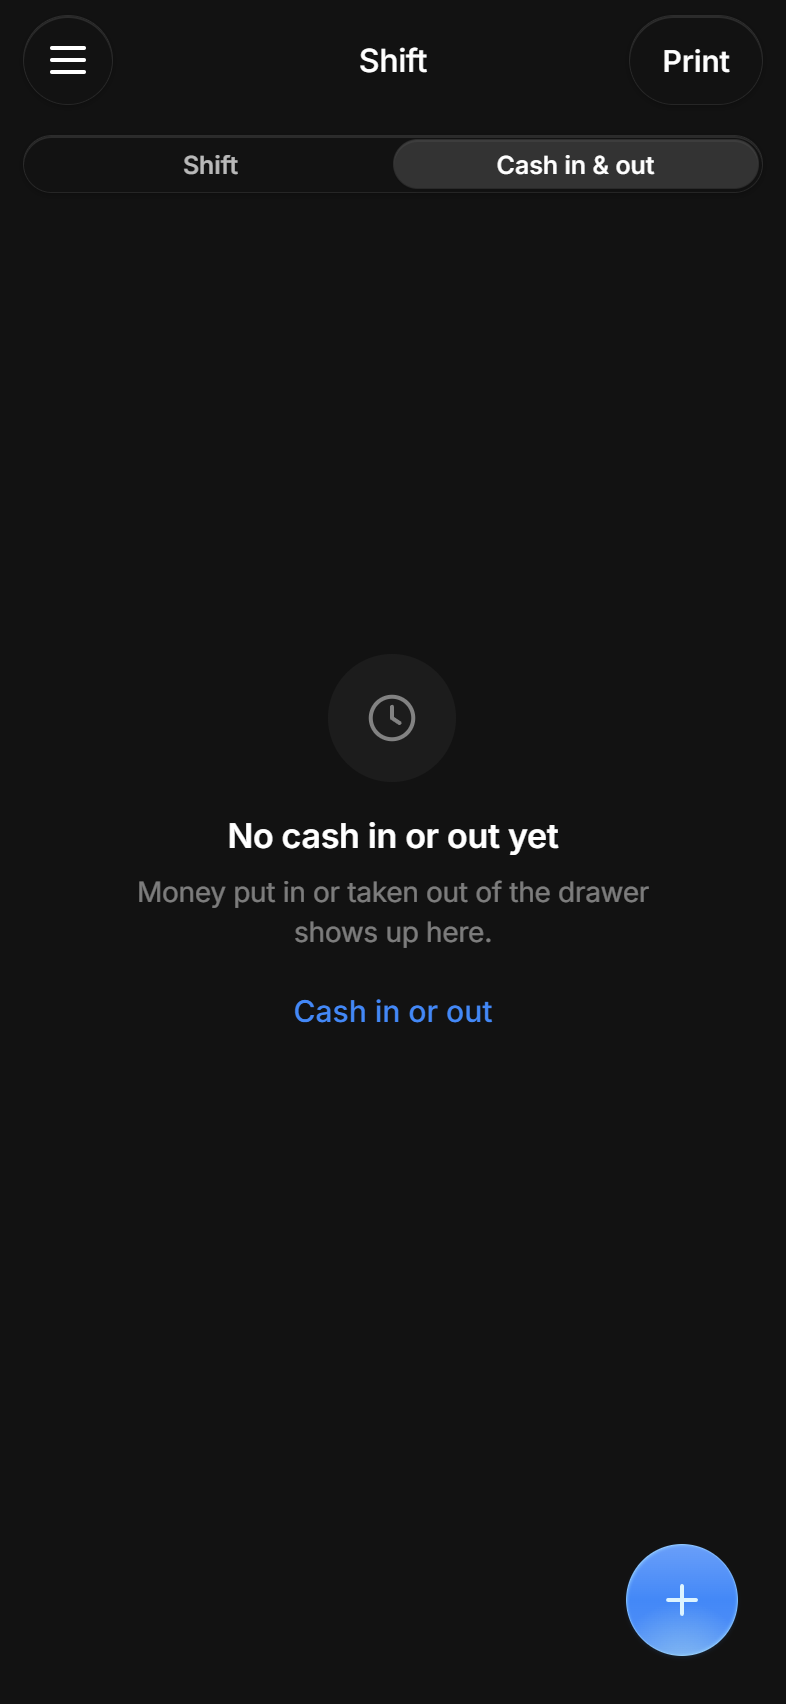 Shift
Print
Shift
Cash in & out
No cash in or out yet
Money put in or taken out of the drawer
shows up here.
Cash in or out